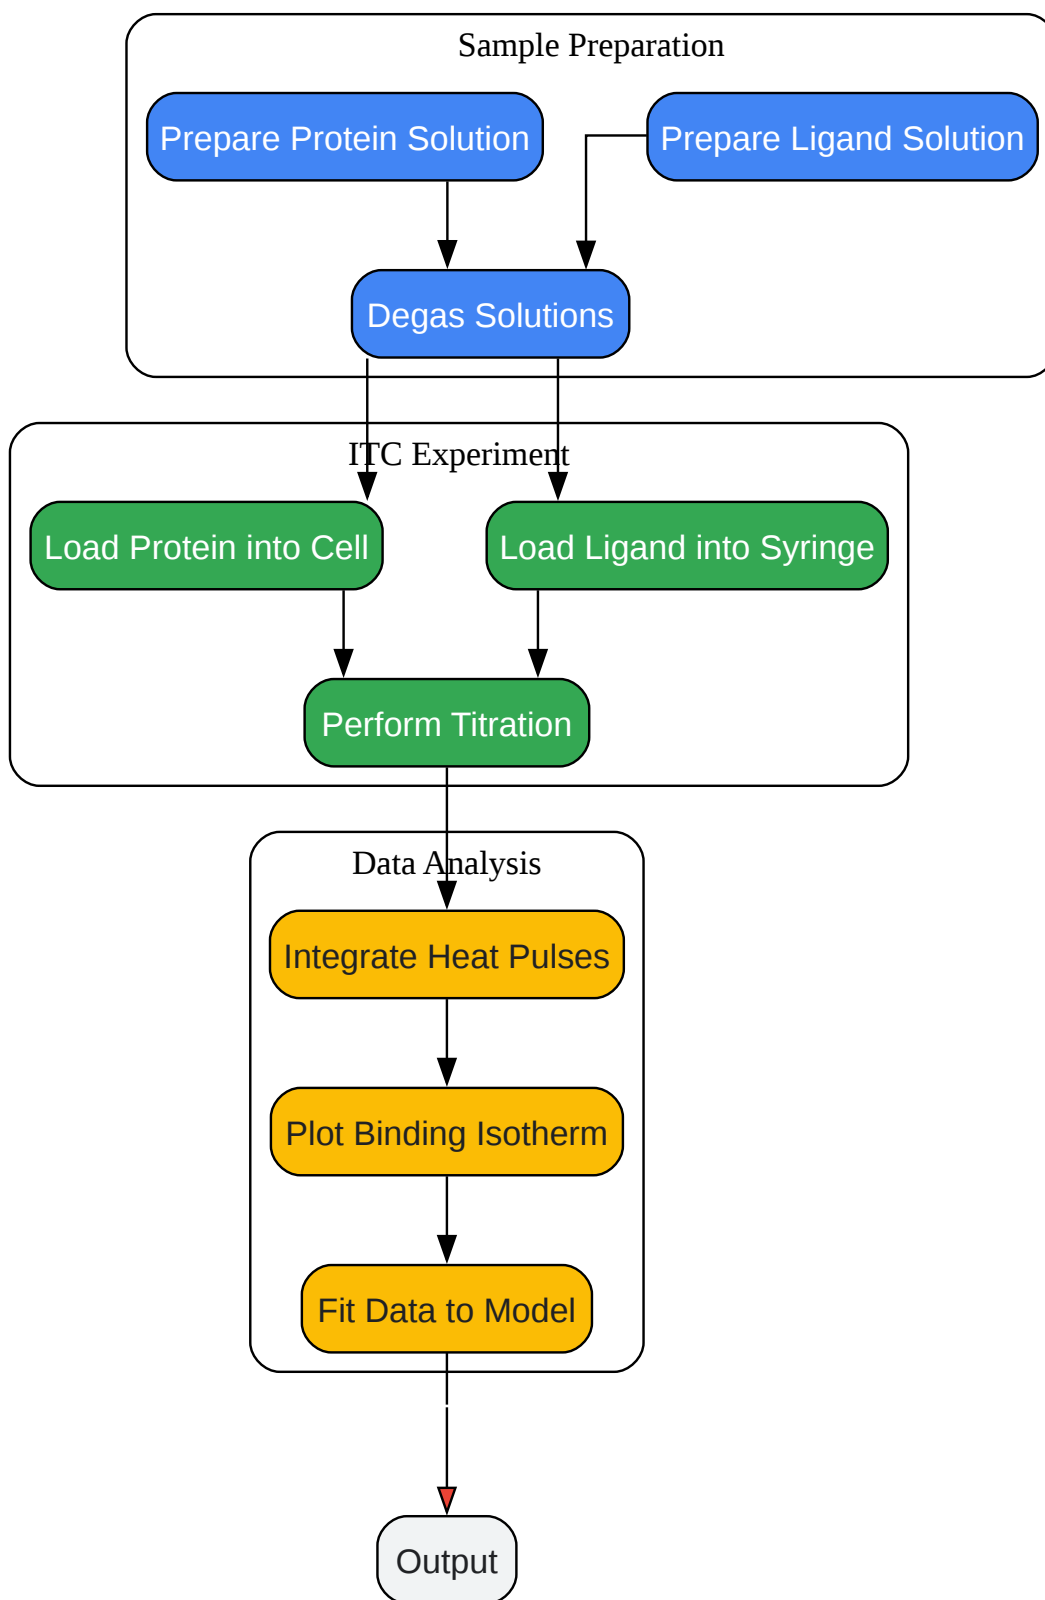 Sample Preparation
Prepare Protein Solution
Prepare Ligand Solution
Degas Solutions
ITC Experiment
Load Protein into Cell
Load Ligand into Syringe
Perform Titration
Data Analysis
Integrate Heat Pulses
Plot Binding Isotherm
Fit Data to Model
Output